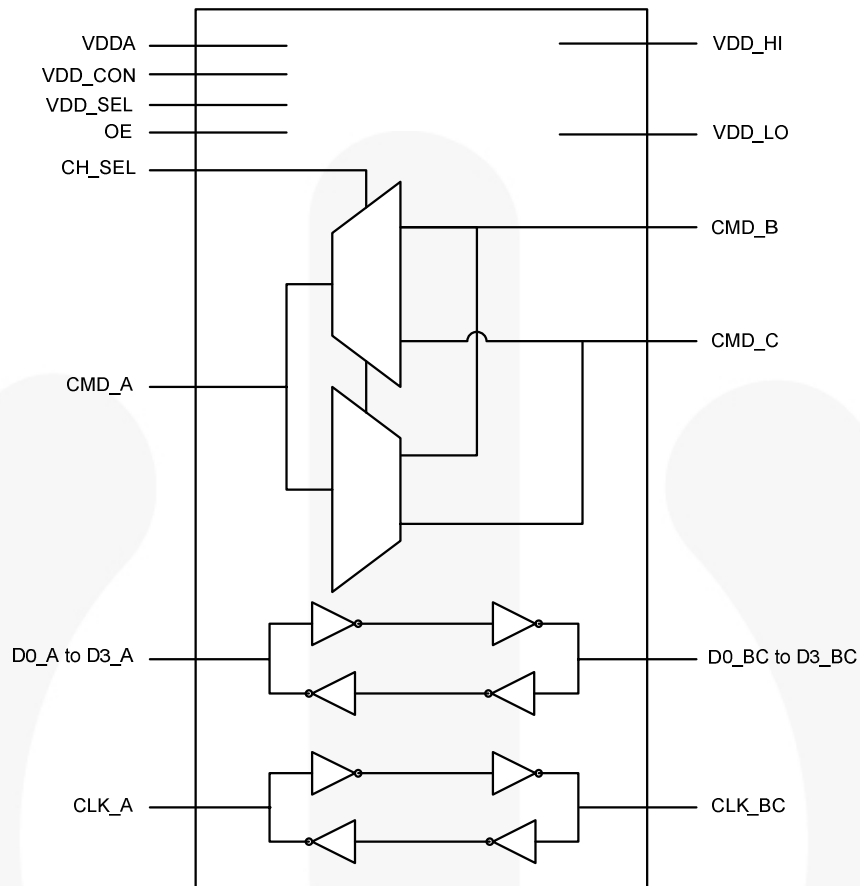 VDDA
VDD_HI
VDD_CON
VDD_SEL
OE
VDD_LO
CH_SEL
CMD_B
CMD_C
CMD_A
D0_A to D3_A
D0_BC to D3_BC
CLK_A
CLK_BC